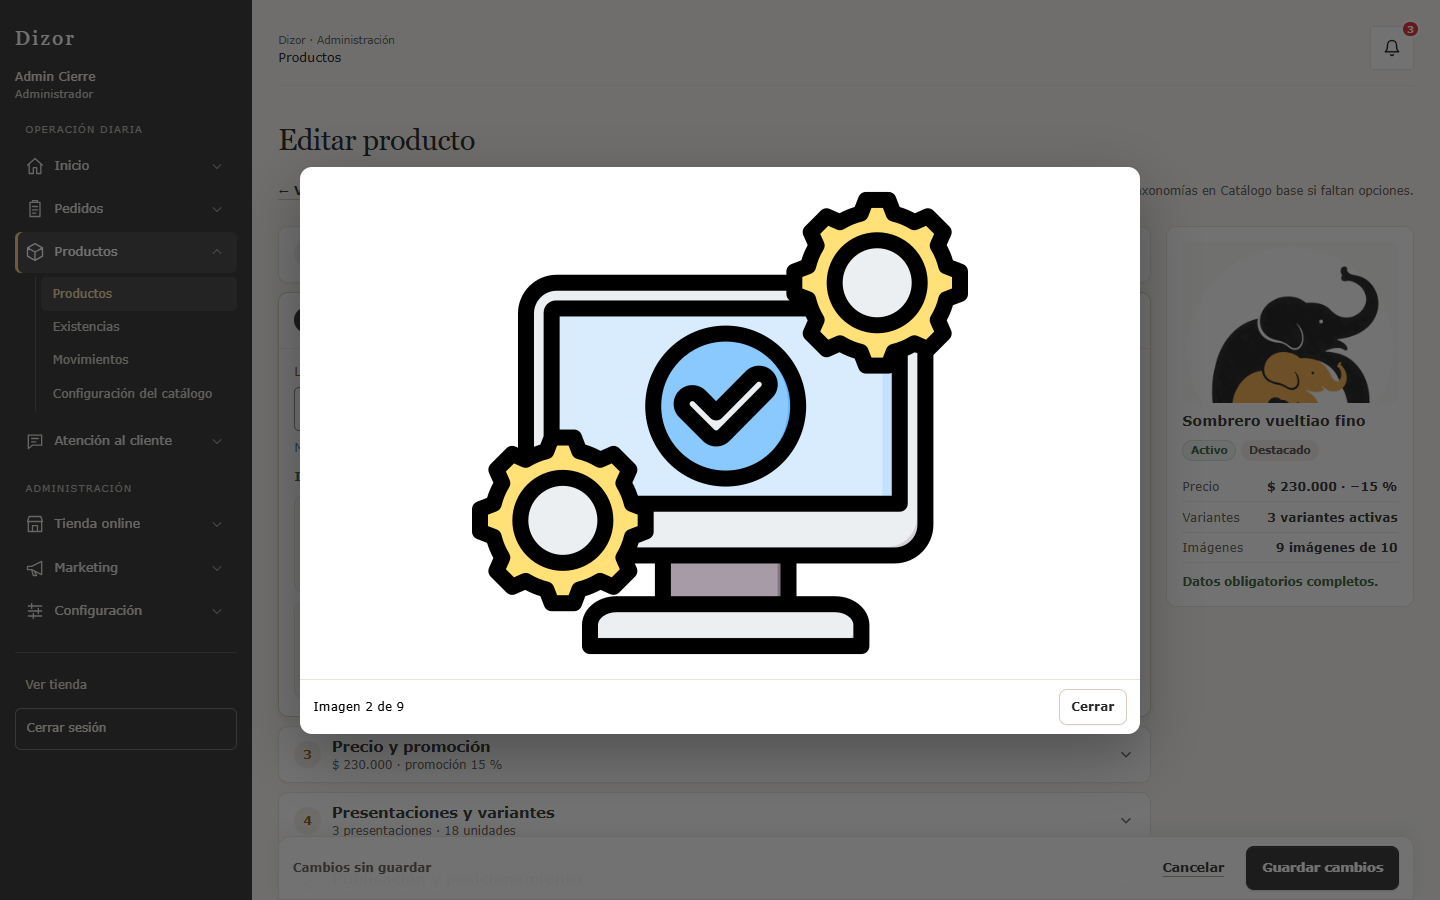 Dizor
Admin Cierre
Administrador
OPERACIÓN DIARIA
Inicio
Pedidos
Productos
Productos
Existencias
Movimientos
Configuración del catálogo
Atención al cliente
ADMINISTRACIÓN
Tienda online
Marketing
Configuración
Ver tienda
Cerrar sesión
Dizor · Administración
Productos
3
Editar producto
en Catálogo base si faltan opciones.
Imagen 2 de 9
Cerrar
3
Precio y promoción
$ 230.000 · promoción 15 %
4
Presentaciones y variantes
3 presentaciones · 18 unidades
Sombrero vueltiao fino
Activo Destacado
Precio $ 230.000 · −15 %
Variantes 3 variantes activas
Imágenes 9 imágenes de 10
Datos obligatorios completos.
Cambios sin guardar
Cancelar
Guardar cambios